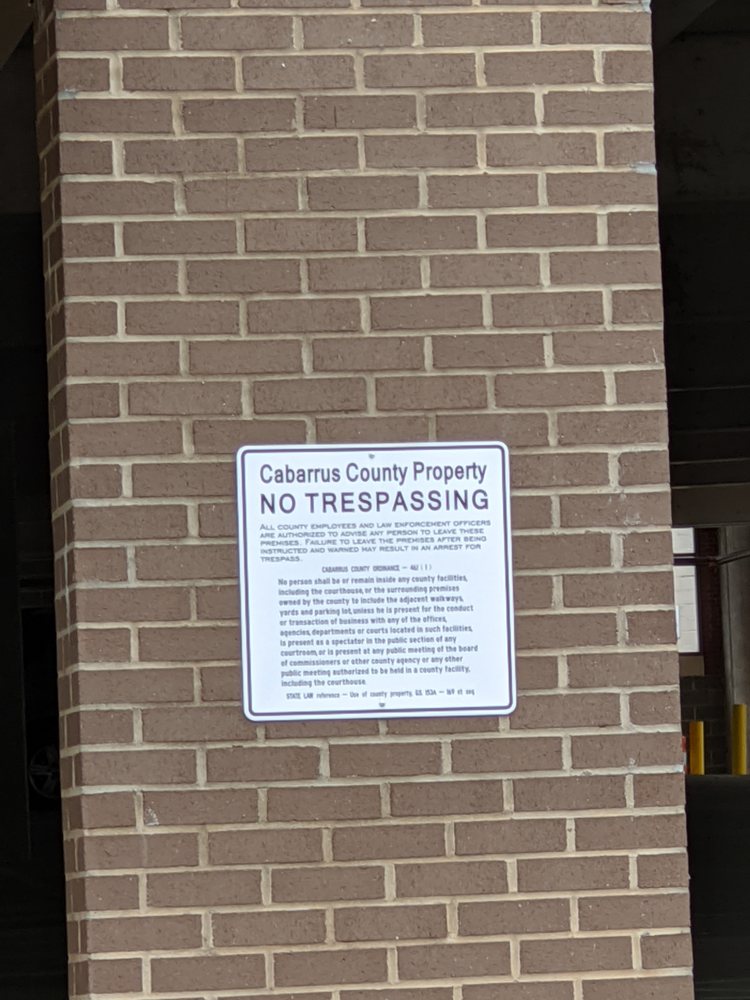 Cabarrus County Property
NO TRESPASSING
ALL COUNTY EMPLOYEES AND LAW ENFORCEMENT OFFICERS
ARE AUTHORIZED TO ADVISE ANY PERSON TO LEAVE THESE
PREMISES. FAILURE TO LEAVE THE PREMISES AFTER BEING
INSTRUCTED AND WARNED MAY RESULT IN AN ARREST FOR
TRESPASS.
CABARRUS COUNTY ORDINANCE —
No person shall be or remain inside any county facilities,
including the courthouse, or the surrounding premises
owned by the county to include the adjacent walkways,
yards and parking lot, unless he is present for the conduct
or transaction of business with any of the offices,
agencies, departments or courts located in such facilities,
is present as a spectator in the public section of any
courtroom, or is present at any public meeting of the board
of commissioners or other county agency or any other
public meeting authorized to be held in a county facility,
including the courthouse
STATE LAW reference — Use of county property, G.S. 153A — 169 et seq